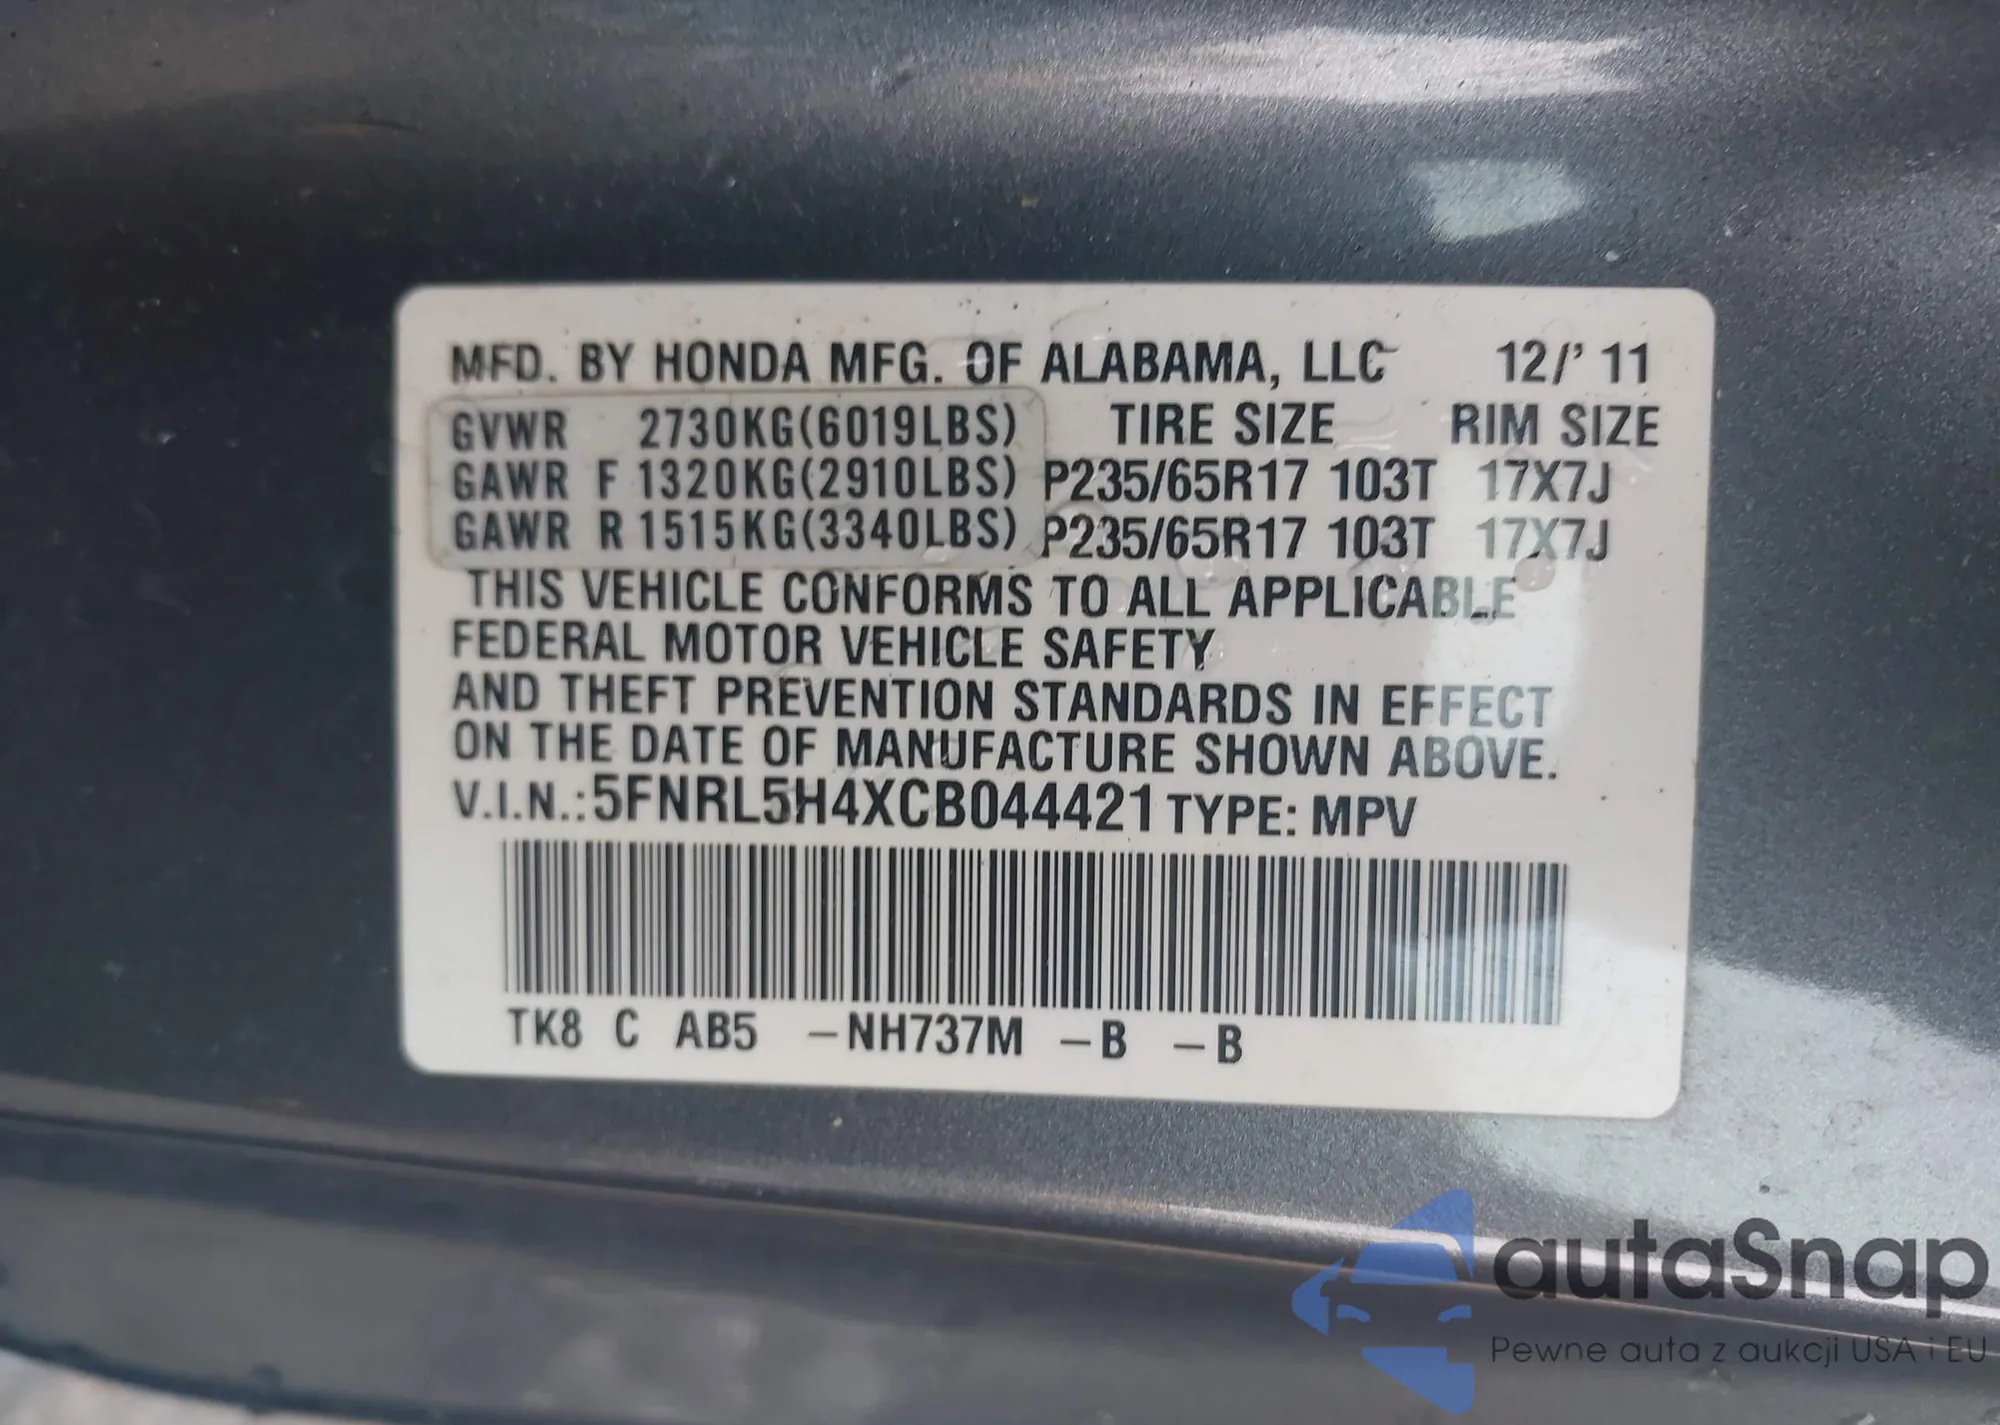 MFD. BY HONDA MFG. OF ALABAMA, LLC 12/' 11
GVWR 2730KG(6019LBS) TIRE SIZE RIM SIZE
GAWR F 1320KG(2910LBS) P235/65R17 103T 17X7J
GAWR R 1515KG(3340LBS) P235/65R17 103T 17X7J
THIS VEHICLE CONFORMS TO ALL APPLICABLE
FEDERAL MOTOR VEHICLE SAFETY
AND THEFT PREVENTION STANDARDS IN EFFECT
ON THE DATE OF MANUFACTURE SHOWN ABOVE.
V.I.N.:5FNRL5H4XCB044421 TYPE: MPV
TK8 C AB5 –NH737M –B –B
autaSnap
Pewne auta z aukcji USA i EU